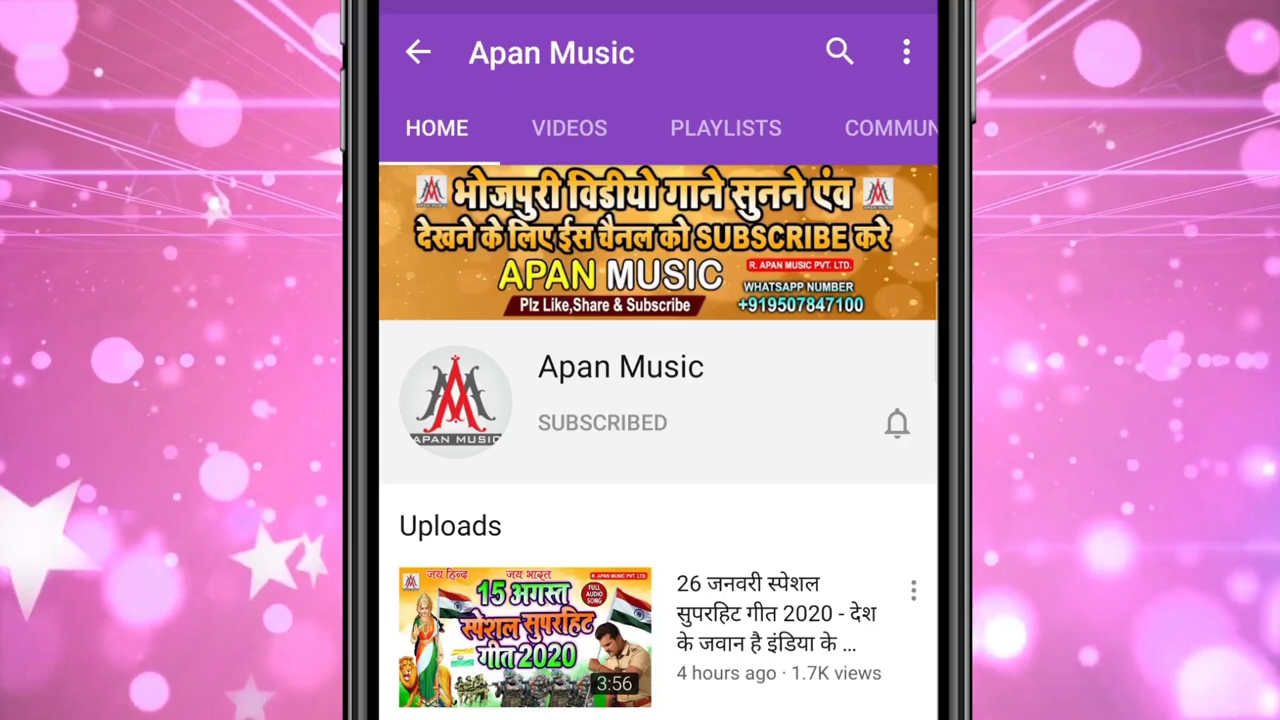 Apan Music
HOME VIDEOS PLAYLISTS COMMUN
भोजपुरी विडीयो गाने सुनने एंव
देखने के लिए ईस चैनल को SUBSCRIBE करे
APAN MUSIC
R. APAN MUSIC PVT. LTD.
Plz Like,Share & Subscribe
WHATSAPP NUMBER
+919507847100
APAN MUSIC
Apan Music
SUBSCRIBED
Uploads
जय हिन्द जय भारत
R. APAN MUSIC PVT. LTD
15 अगस्त
FULL
AUDIO
SONG
स्पेशल सुपरहिट
गीत 2020
3:56
26 जनवरी स्पेशल
सुपरहिट गीत 2020 - देश
के जवान है इंडिया के ...
4 hours ago · 1.7K views